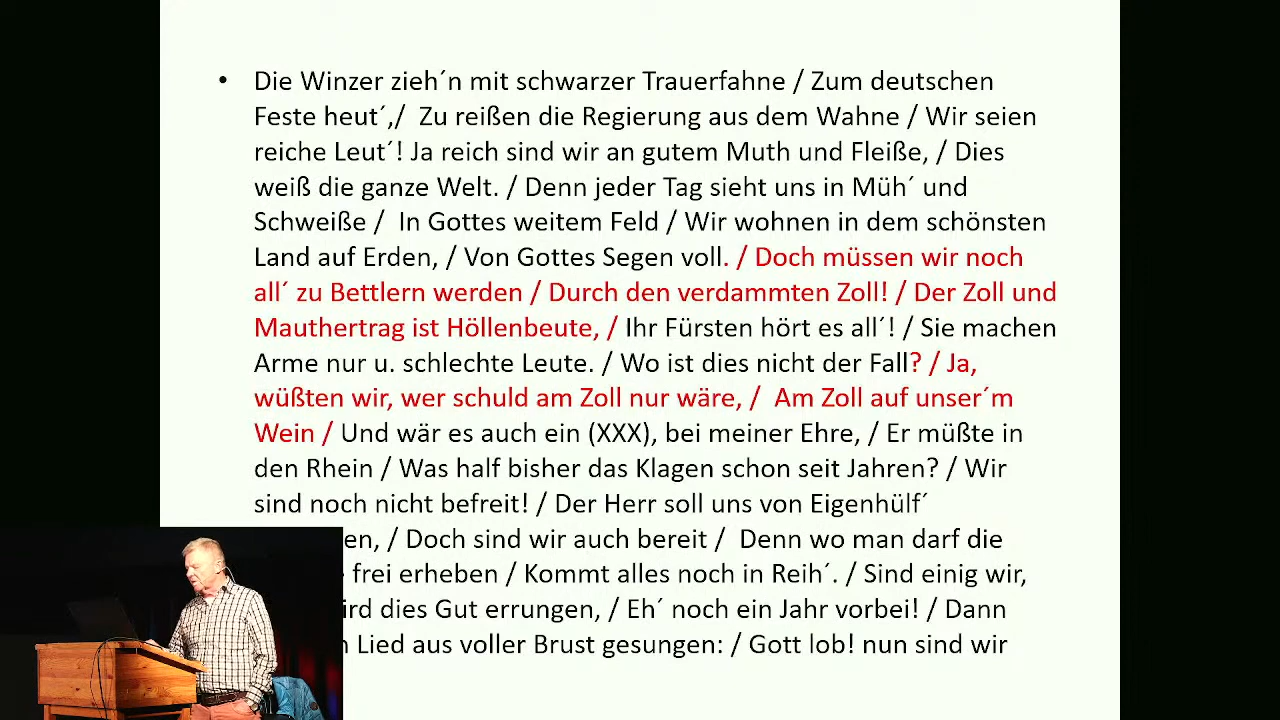 • Die Winzer zieh´n mit schwarzer Trauerfahne / Zum deutschen
Feste heut´,/ Zu reißen die Regierung aus dem Wahne / Wir seien
reiche Leut´! Ja reich sind wir an gutem Muth und Fleiße, / Dies
weiß die ganze Welt. / Denn jeder Tag sieht uns in Müh´ und
Schweiße / In Gottes weitem Feld / Wir wohnen in dem schönsten
Land auf Erden, / Von Gottes Segen voll. / Doch müssen wir noch
all´ zu Bettlern werden / Durch den verdammten Zoll! / Der Zoll und
Mauthertrag ist Höllenbeute, / Ihr Fürsten hört es all´! / Sie machen
Arme nur u. schlechte Leute. / Wo ist dies nicht der Fall? / Ja,
wüßten wir, wer schuld am Zoll nur wäre, / Am Zoll auf unser´m
Wein / Und wär es auch ein (XXX), bei meiner Ehre, / Er müßte in
den Rhein / Was half bisher das Klagen schon seit Jahren? / Wir
sind noch nicht befreit! / Der Herr soll uns von Eigenhülf´
en, / Doch sind wir auch bereit / Denn wo man darf die
frei erheben / Kommt alles noch in Reih´. / Sind einig wir,
ird dies Gut errungen, / Eh´ noch ein Jahr vorbei! / Dann
Lied aus voller Brust gesungen: / Gott lob! nun sind wir